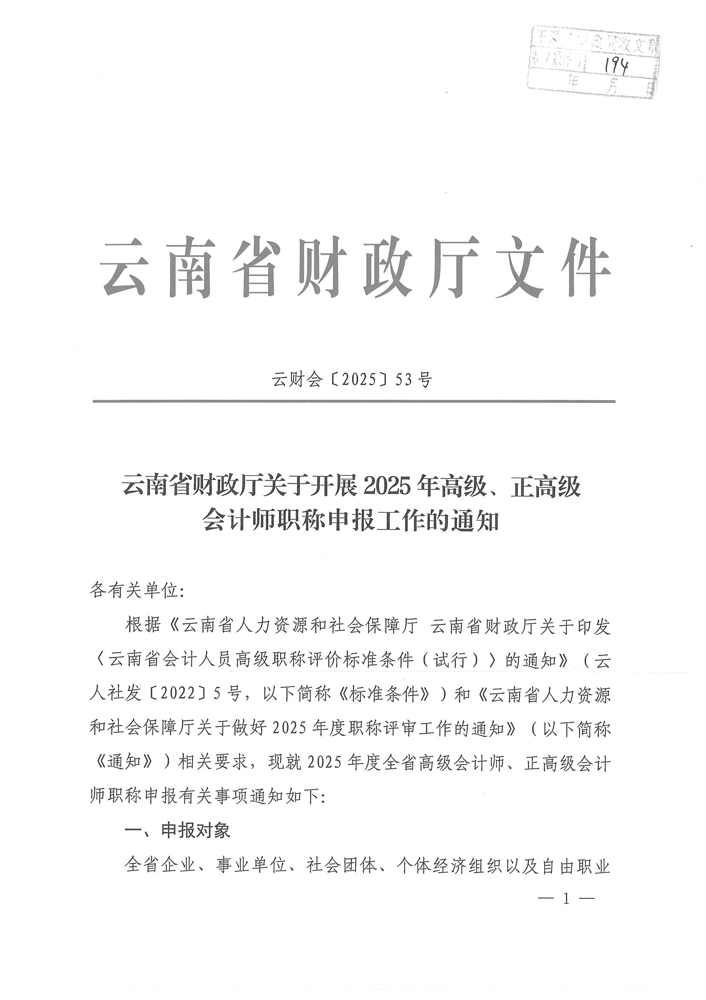 194
年 月 日
云南省财政厅文件
云财会〔2025〕53号
云南省财政厅关于开展2025年高级、正高级
会计师职称申报工作的通知
各有关单位:
根据《云南省人力资源和社会保障厅 云南省财政厅关于印发
〈云南省会计人员高级职称评价标准条件(试行)〉的通知》(云
人社发〔2022〕5号,以下简称《标准条件》)和《云南省人力资源
和社会保障厅关于做好2025年度职称评审工作的通知》(以下简称
《通知》)相关要求,现就2025年度全省高级会计师、正高级会计
师职称申报有关事项通知如下:
一、申报对象
全省企业、事业单位、社会团体、个体经济组织以及自由职业
— 1 —